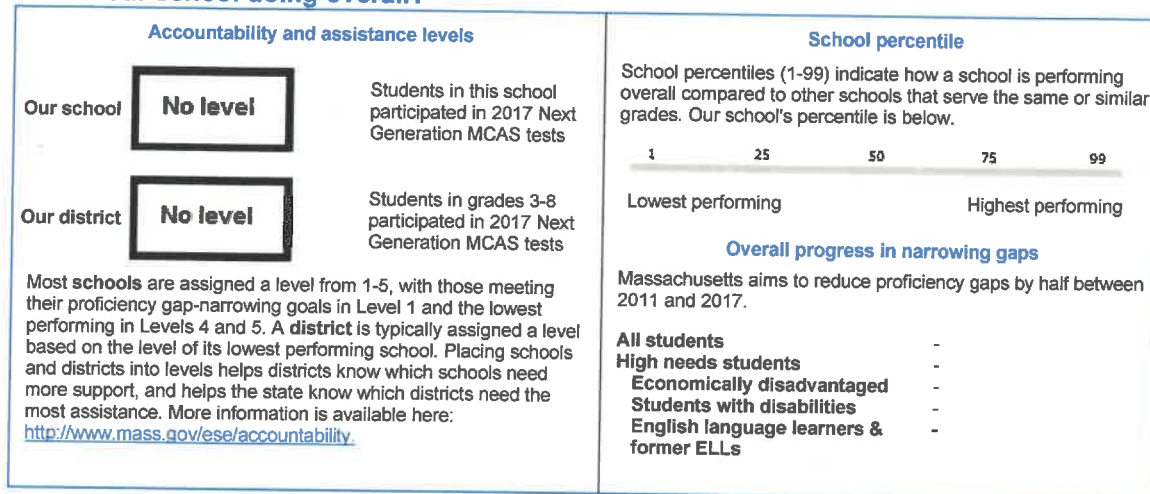 school doing overall?
Accountability and assistance levels
Our school
No level
Students in this school
participated in 2017 Next
Generation MCAS tests
Our district
No level
Students in grades 3-8
participated in 2017 Next
Generation MCAS tests
Most schools are assigned a level from 1-5, with those meeting
their proficiency gap-narrowing goals in Level 1 and the lowest
performing in Levels 4 and 5. A district is typically assigned a level
based on the level of its lowest performing school. Placing schools
and districts into levels helps districts know which schools need
more support, and helps the state know which districts need the
most assistance. More information is available here:
http://www.mass.gov/ese/accountability.
School percentile
School percentiles (1-99) indicate how a school is performing
overall compared to other schools that serve the same or similar
grades. Our school's percentile is below.
1 25 50 75 99
Lowest performing Highest performing
Overall progress in narrowing gaps
Massachusetts aims to reduce proficiency gaps by half between
2011 and 2017.
All students -
High needs students -
Economically disadvantaged -
Students with disabilities -
English language learners & -
former ELLs